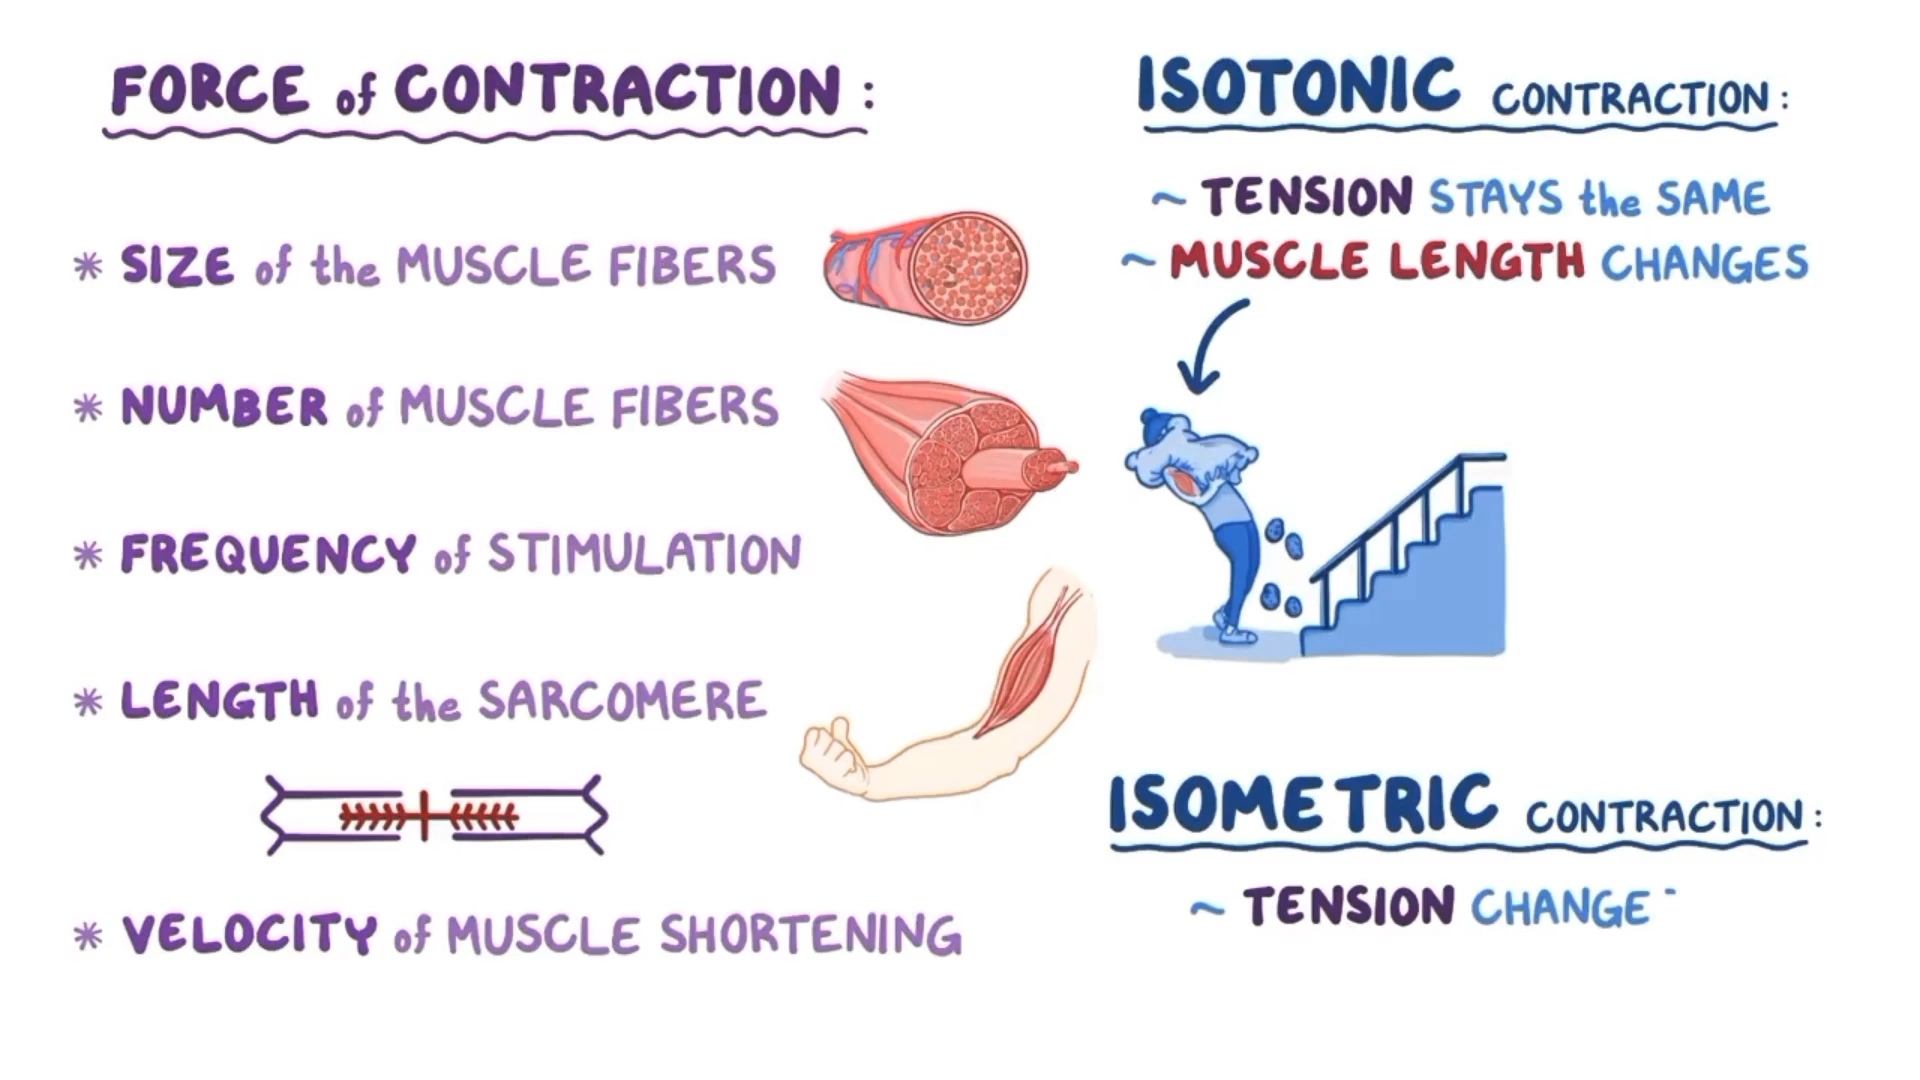 FORCE of CONTRACTION :
* SIZE of the MUSCLE FIBERS
* NUMBER of MUSCLE FIBERS
* FREQUENCY of STIMULATION
* LENGTH of the SARCOMERE
* VELOCITY of MUSCLE SHORTENING
ISOTONIC CONTRACTION :
~ TENSION STAYS the SAME
~ MUSCLE LENGTH CHANGES
ISOMETRIC CONTRACTION :
~ TENSION CHANGE